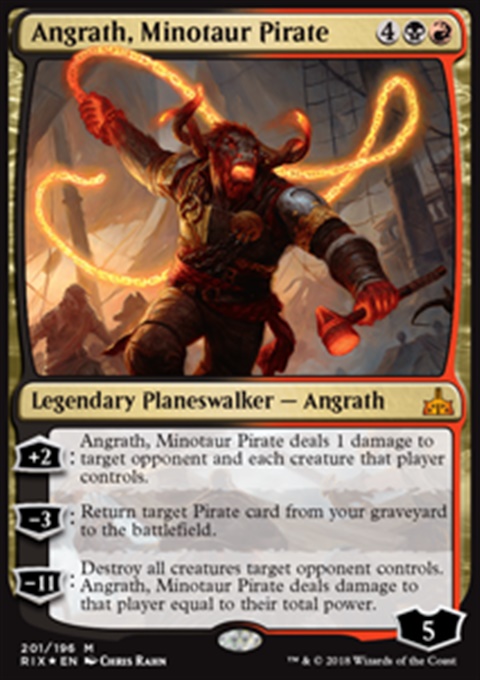 Angrath, Minotaur Pirate 4
Legendary Planeswalker — Angrath
+2 : Angrath, Minotaur Pirate deals 1 damage to
target opponent and each creature that player
controls.
-3 : Return target Pirate card from your graveyard
to the battlefield.
-11 : Destroy all creatures target opponent controls.
Angrath, Minotaur Pirate deals damage to
that player equal to their total power.
5
201/196 M
RIX★EN Chris Rahn
™ & © 2018 Wizards of the Coast